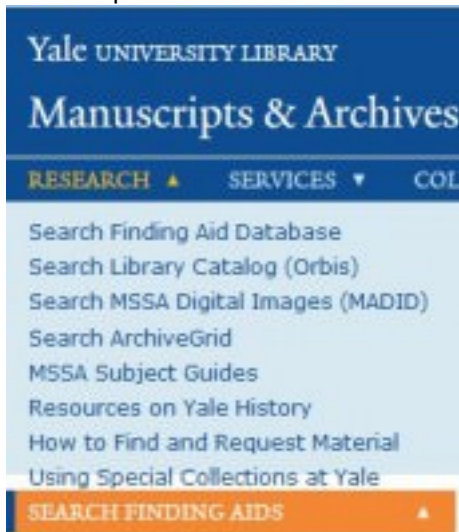 Yale UNIVERSITY LIBRARY
Manuscripts & Archives
RESEARCH ▲ SERVICES ▼ COL
Search Finding Aid Database
Search Library Catalog (Orbis)
Search MSSA Digital Images (MADID)
Search ArchiveGrid
MSSA Subject Guides
Resources on Yale History
How to Find and Request Material
Using Special Collections at Yale
SEARCH FINDING AIDS ▲